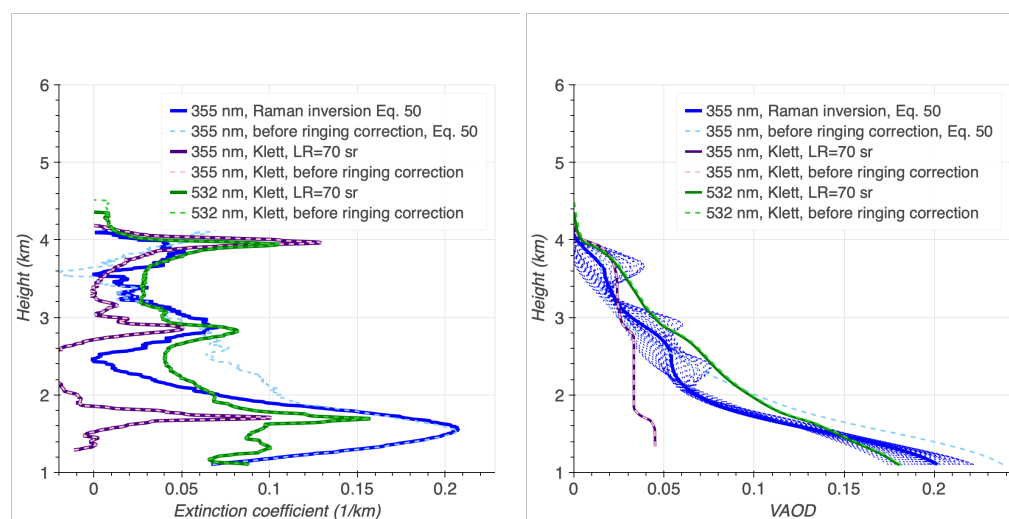 6
5
4
3
2
1
Height (km)
355 nm, Raman inversion Eq. 50
355 nm, before ringing correction, Eq. 50
355 nm, Klett, LR=70 sr
355 nm, Klett, before ringing correction
532 nm, Klett, LR=70 sr
532 nm, Klett, before ringing correction
0 0.05 0.1 0.15 0.2
Extinction coefficient (1/km)
6
5
4
3
2
1
Height (km)
355 nm, Raman inversion, Eq. 50
355 nm, before ringing correction, Eq. 50
355 nm, Klett, LR=70 sr
355 nm, Klett, before ringing correction
532 nm, Klett, LR=70 sr
532 nm, Klett, before ringing correction
0 0.05 0.1 0.15 0.2
VAOD